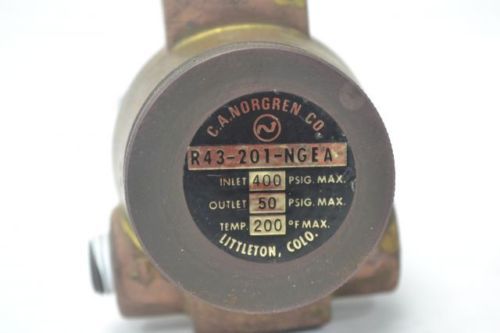 C.A. NORGREN CO.
R43-201-NGEA
INLET 400 PSIG. MAX.
OUTLET 50 PSIG. MAX.
TEMP. 200 °F MAX.
LITTLETON, COLO.